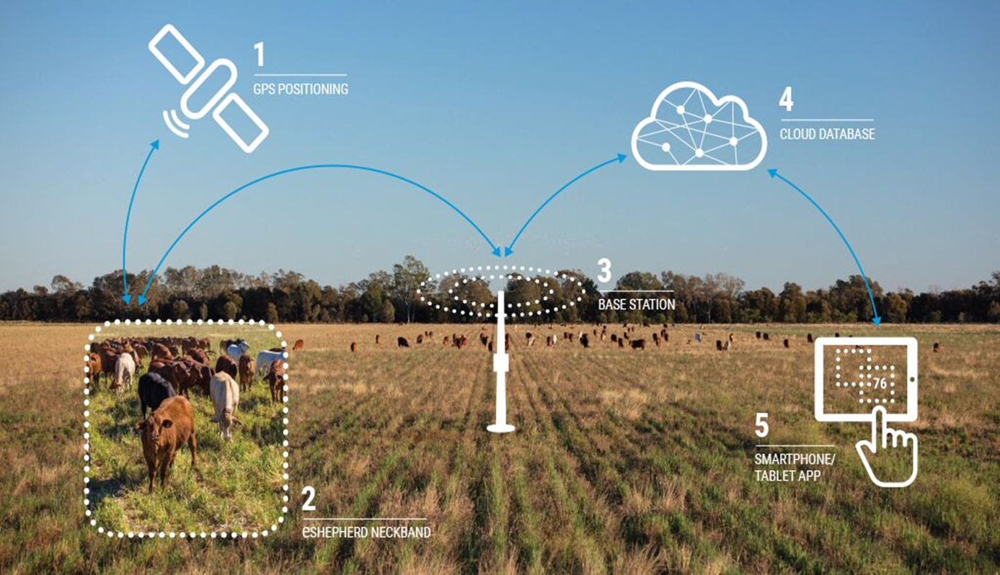 1
GPS POSITIONING
4
CLOUD DATABASE
3
BASE STATION
76
5
SMARTPHONE/
TABLET APP
2
eSHEPHERD NECKBAND